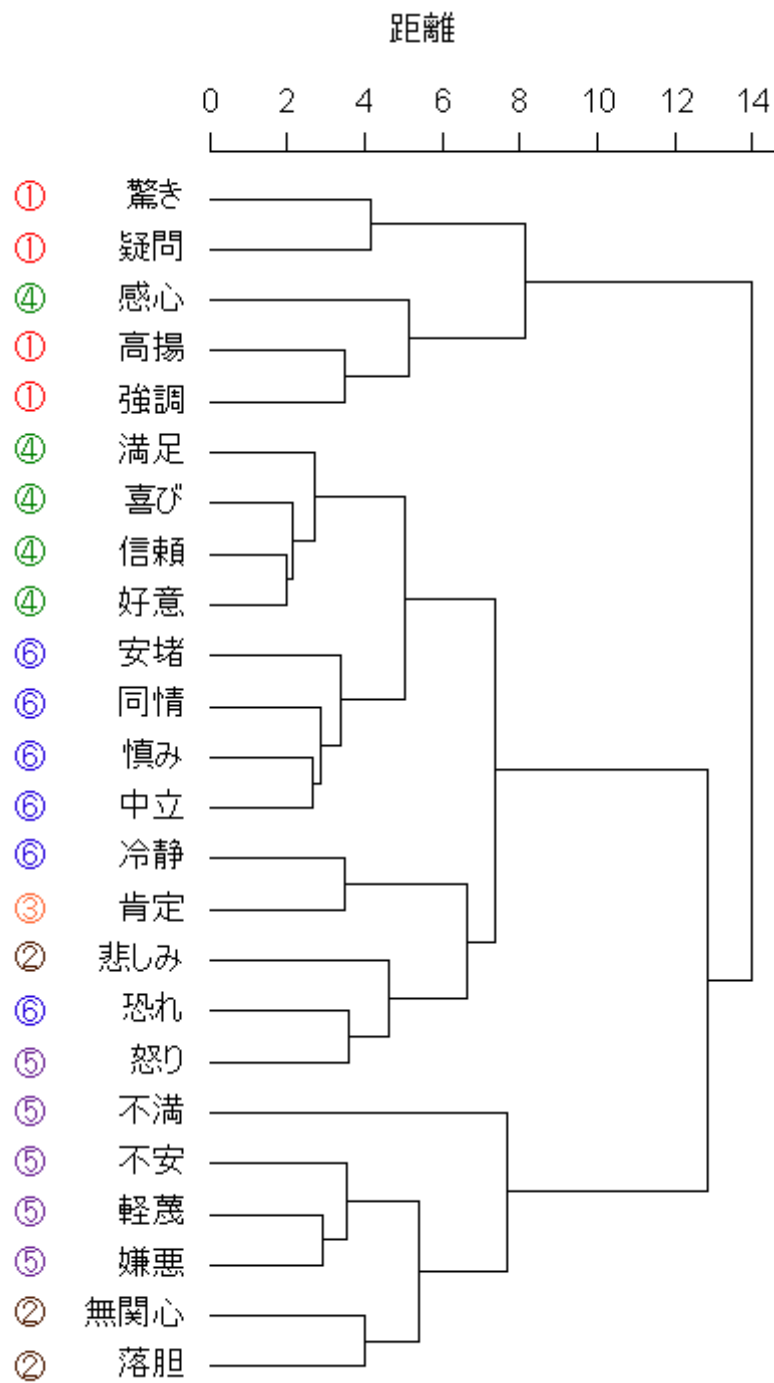 距離
0 2 4 6 8 10 12 14
① 驚き
① 疑問
④ 感心
① 高揚
① 強調
④ 満足
④ 喜び
④ 信頼
④ 好意
⑥ 安堵
⑥ 同情
⑥ 慎み
⑥ 中立
⑥ 冷静
③ 肯定
② 悲しみ
⑥ 恐れ
⑤ 怒り
⑤ 不満
⑤ 不安
⑤ 軽蔑
⑤ 嫌悪
② 無関心
② 落胆